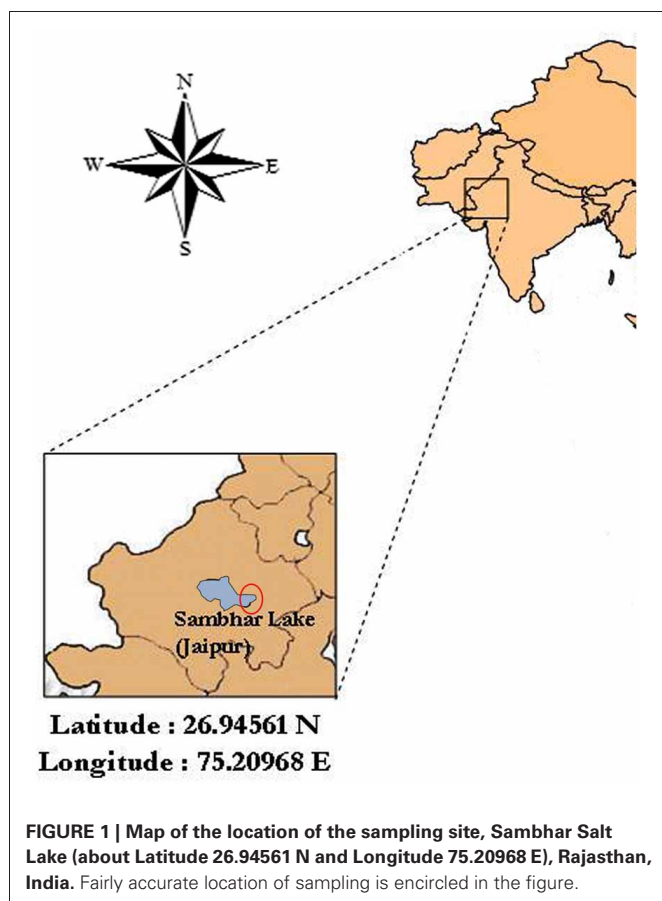 N
W E
S
Sambhar Lake
(Jaipur)
Latitude : 26.94561 N
Longitude : 75.20968 E
FIGURE 1 | Map of the location of the sampling site, Sambhar Salt
Lake (about Latitude 26.94561 N and Longitude 75.20968 E), Rajasthan,
India. Fairly accurate location of sampling is encircled in the figure.